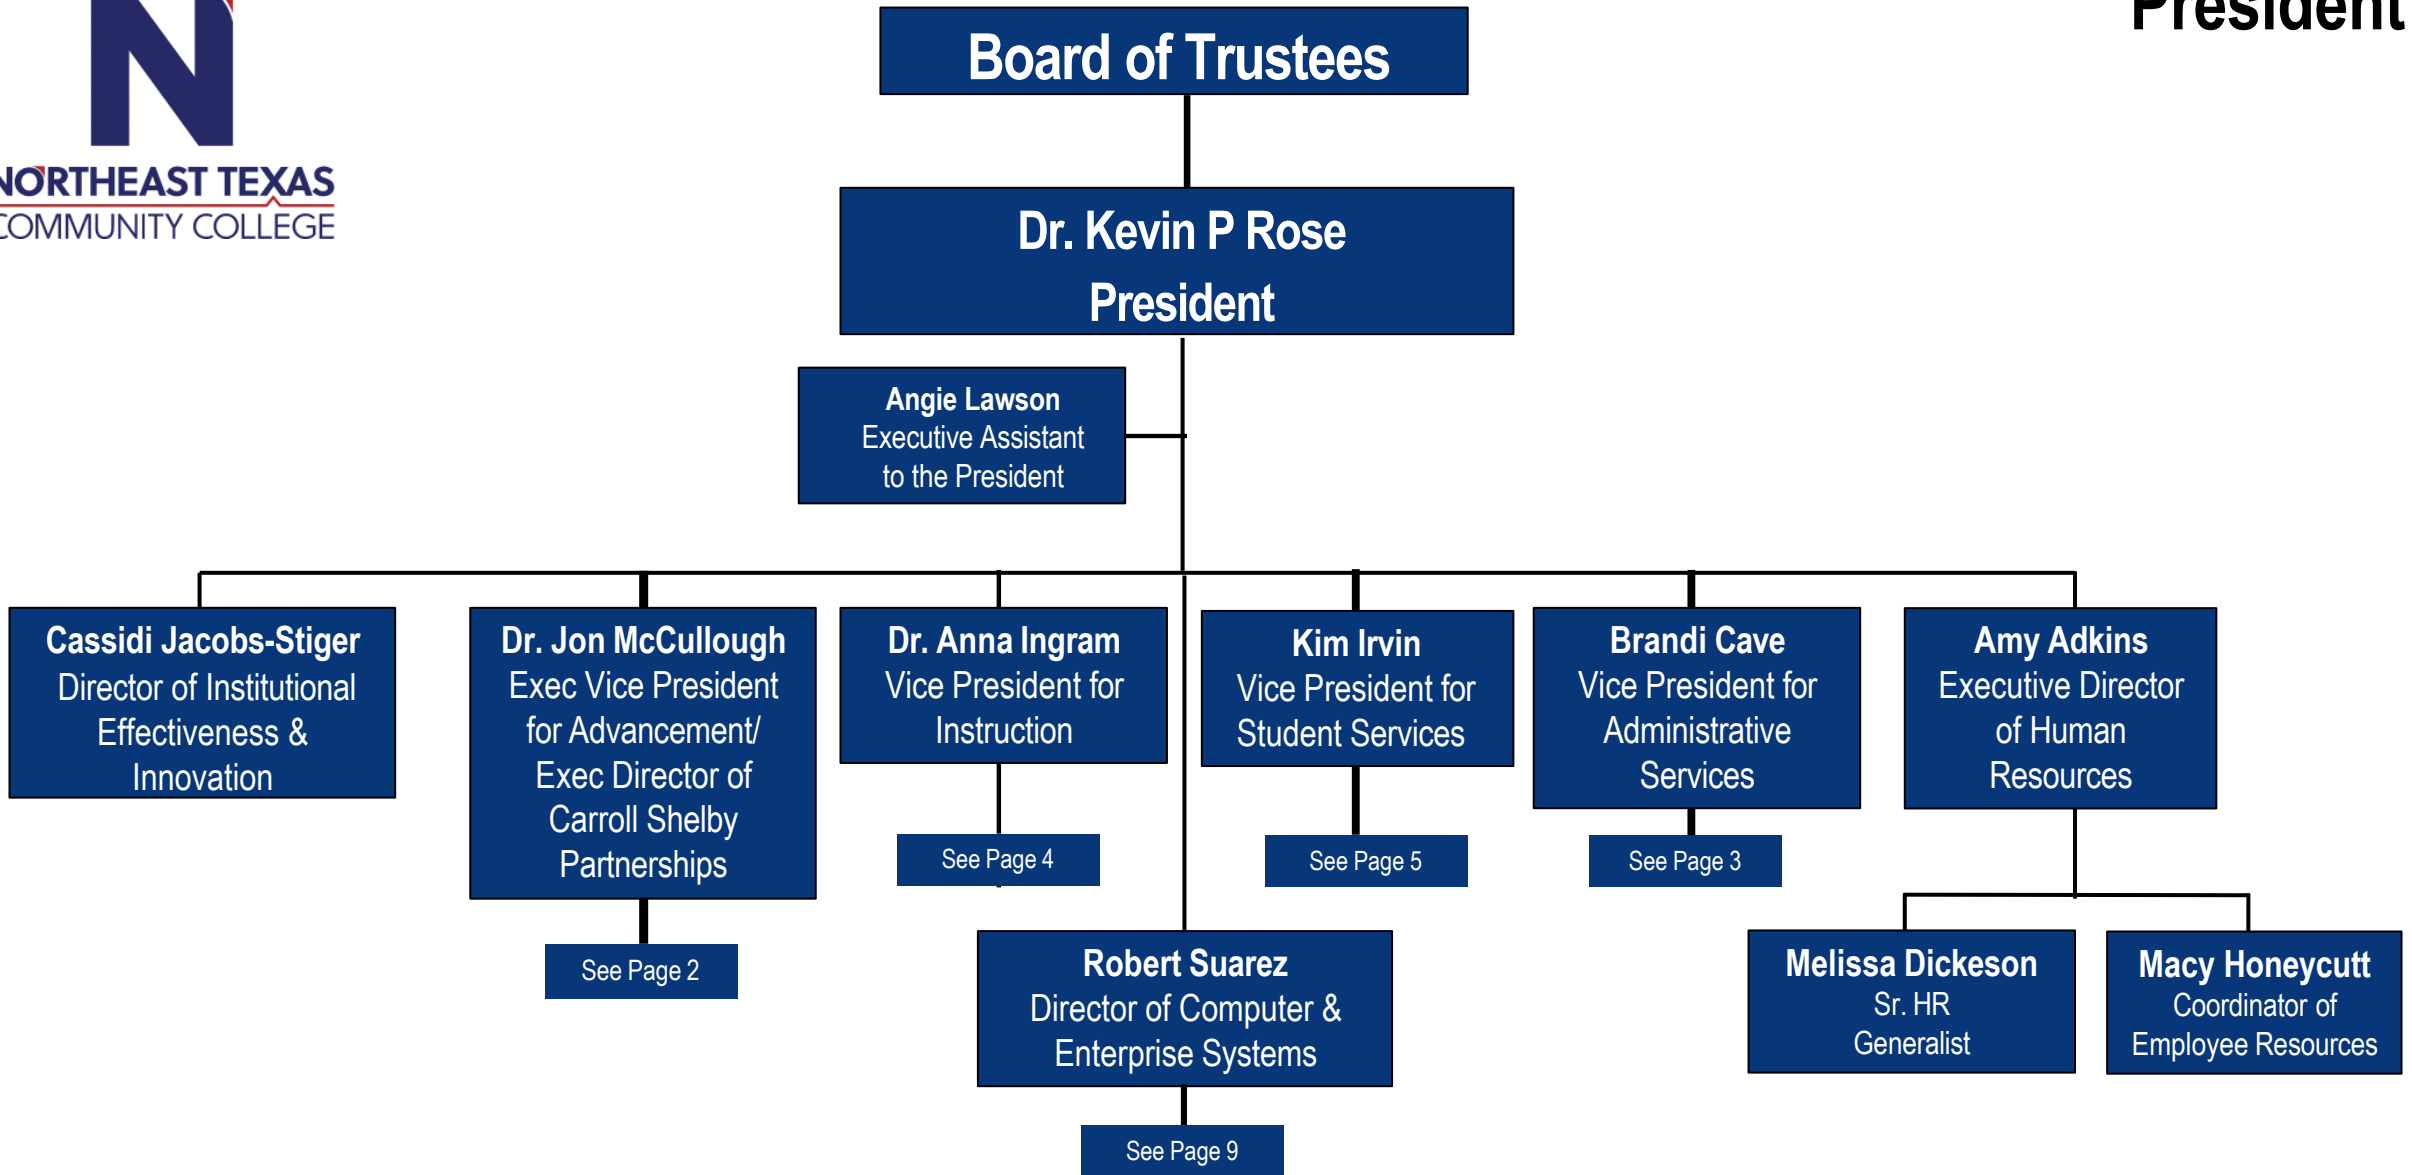 President
Board of Trustees
NORTHEAST TEXAS
COMMUNITY COLLEGE
Dr. Kevin P Rose
President
Angie Lawson
Executive Assistant
to the President
Cassidi Jacobs-Stiger
Director of Institutional
Effectiveness &
Innovation
Dr. Jon McCullough
Exec Vice President
for Advancement/
Exec Director of
Carroll Shelby
Partnerships
See Page 2
Dr. Anna Ingram
Vice President for
Instruction
See Page 4
Kim Irvin
Vice President for
Student Services
See Page 5
Brandi Cave
Vice President for
Administrative
Services
See Page 3
Amy Adkins
Executive Director
of Human
Resources
Robert Suarez
Director of Computer &
Enterprise Systems
See Page 9
Melissa Dickeson
Sr. HR
Generalist
Macy Honeycutt
Coordinator of
Employee Resources